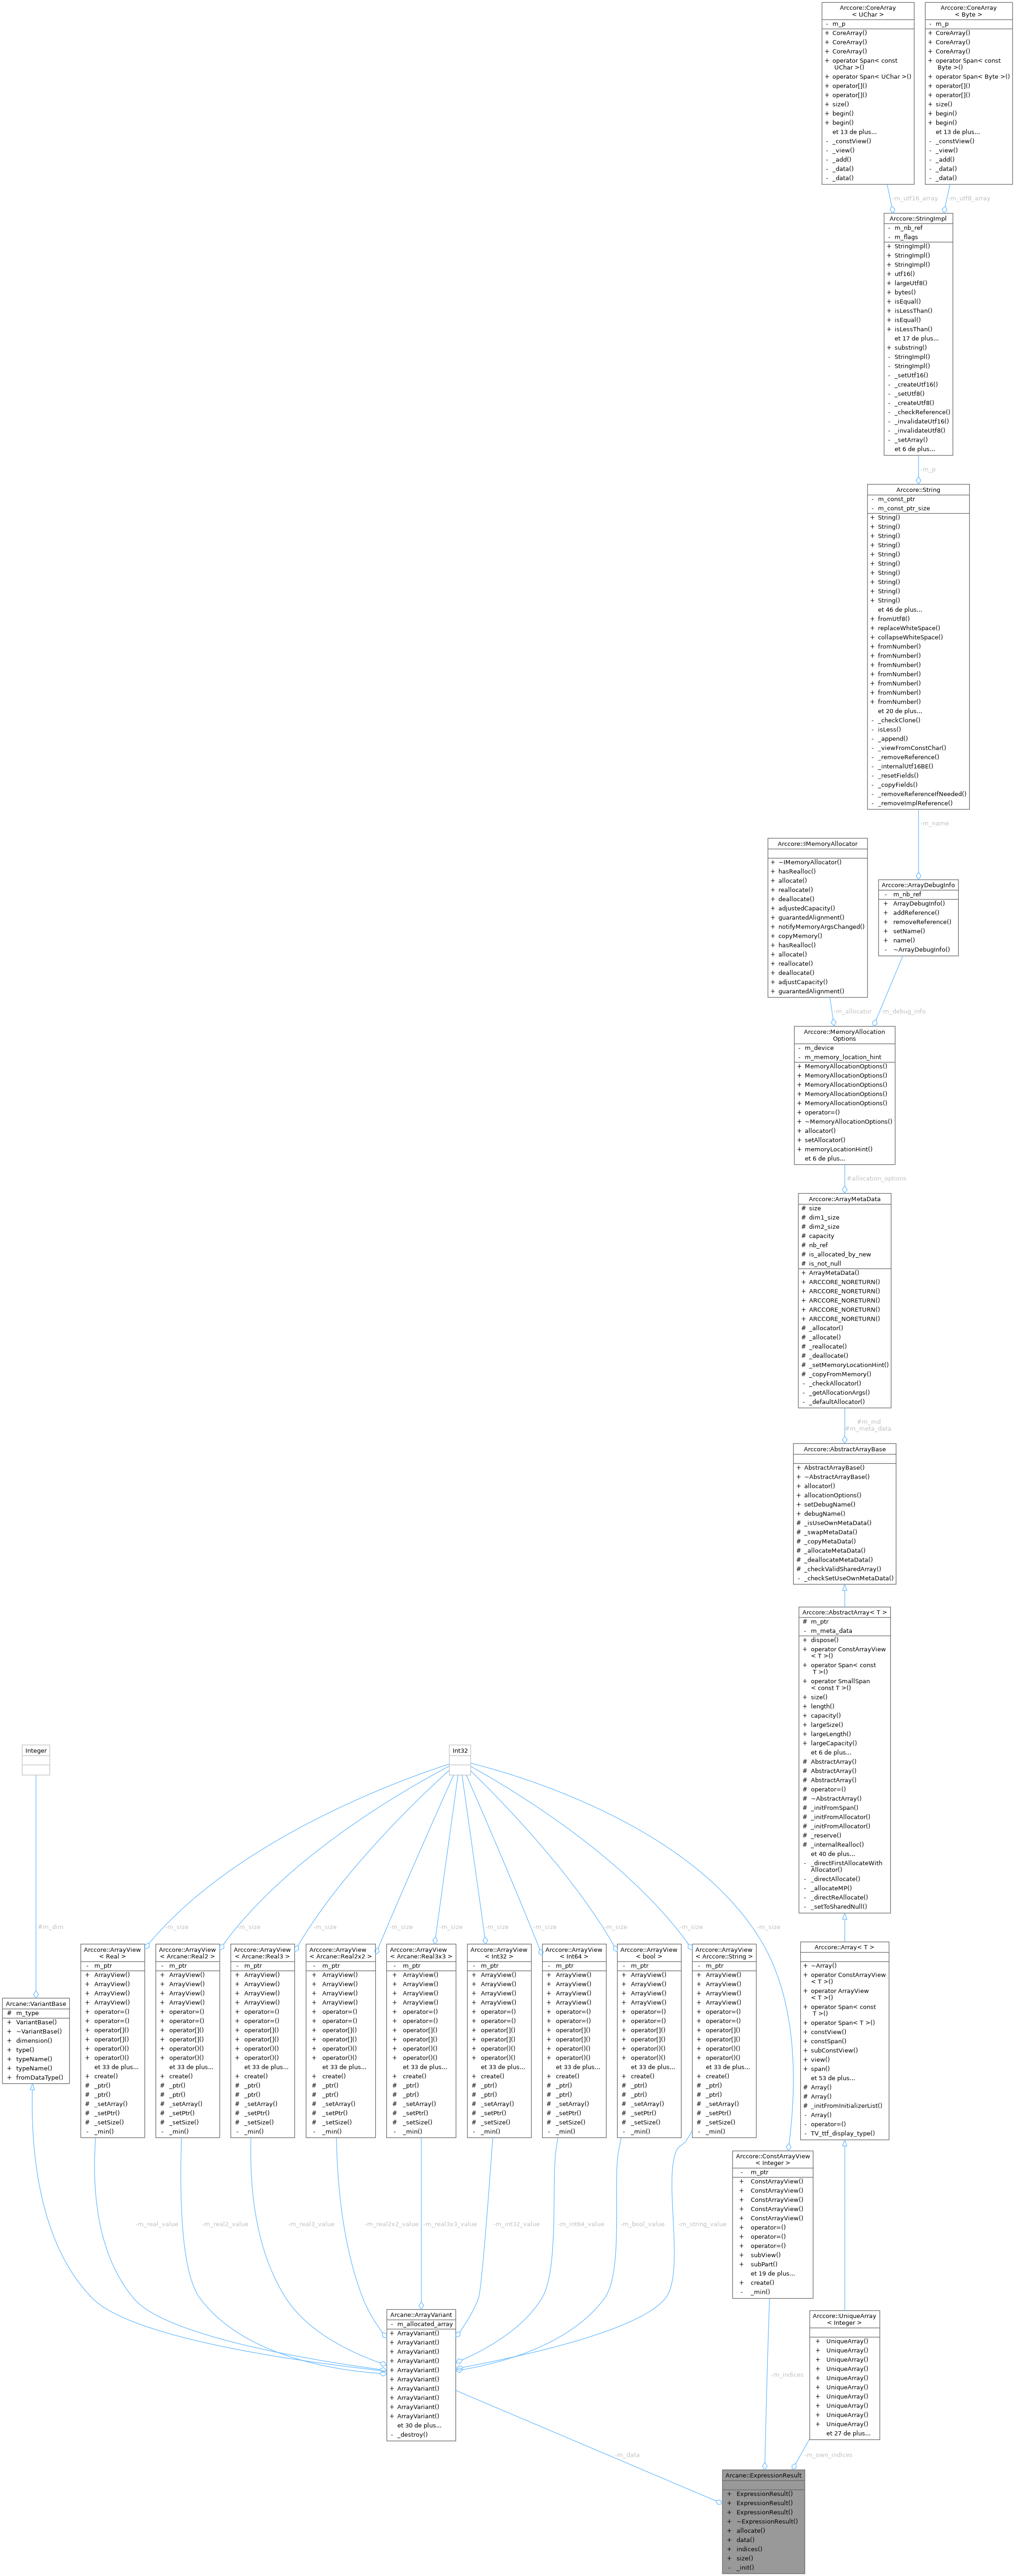 Arccore::CoreArray
< UChar >
- m_p
+ CoreArray()
+ CoreArray()
+ CoreArray()
+ operator Span< const
UChar >()
+ operator Span< UChar >()
+ operator[]()
+ operator[]()
+ size()
+ begin()
+ begin()
et 13 de plus...
- _constView()
- _view()
- _add()
- _data()
- _data()
Arccore::CoreArray
< Byte >
- m_p
+ CoreArray()
+ CoreArray()
+ CoreArray()
+ operator Span< const
Byte >()
+ operator Span< Byte >()
+ operator[]()
+ operator[]()
+ size()
+ begin()
+ begin()
et 13 de plus...
- _constView()
- _view()
- _add()
- _data()
- _data()
-m_utf16_array
-m_utf8_array
Arccore::StringImpl
- m_nb_ref
- m_flags
+ StringImpl()
+ StringImpl()
+ StringImpl()
+ utf16()
+ largeUtf8()
+ bytes()
+ isEqual()
+ isLessThan()
+ isEqual()
+ isLessThan()
et 17 de plus...
+ substring()
- StringImpl()
- StringImpl()
- _setUtf16()
- _createUtf16()
- _setUtf8()
- _createUtf8()
- _checkReference()
- _invalidateUtf16()
- _invalidateUtf8()
- _setArray()
et 6 de plus...
-m_p
Arccore::String
- m_const_ptr
- m_const_ptr_size
+ String()
+ String()
+ String()
+ String()
+ String()
+ String()
+ String()
+ String()
+ String()
+ String()
et 46 de plus...
+ fromUtf8()
+ replaceWhiteSpace()
+ collapseWhiteSpace()
+ fromNumber()
+ fromNumber()
+ fromNumber()
+ fromNumber()
+ fromNumber()
+ fromNumber()
+ fromNumber()
et 20 de plus...
- _checkClone()
- isLess()
- _append()
- _viewFromConstChar()
- _removeReference()
- _internalUtf16BE()
- _resetFields()
- _copyFields()
- _removeReferenceIfNeeded()
- _removeImplReference()
-m_name
Arccore::IMemoryAllocator
+ ~IMemoryAllocator()
+ hasRealloc()
+ allocate()
+ reallocate()
+ deallocate()
+ adjustedCapacity()
+ guarantedAlignment()
+ notifyMemoryArgsChanged()
+ copyMemory()
+ hasRealloc()
+ allocate()
+ reallocate()
+ deallocate()
+ adjustCapacity()
+ guarantedAlignment()
Arccore::ArrayDebugInfo
- m_nb_ref
+ ArrayDebugInfo()
+ addReference()
+ removeReference()
+ setName()
+ name()
- ~ArrayDebugInfo()
-m_allocator
-m_debug_info
Arccore::MemoryAllocation
Options
- m_device
- m_memory_location_hint
+ MemoryAllocationOptions()
+ MemoryAllocationOptions()
+ MemoryAllocationOptions()
+ MemoryAllocationOptions()
+ MemoryAllocationOptions()
+ operator=()
+ ~MemoryAllocationOptions()
+ allocator()
+ setAllocator()
+ memoryLocationHint()
et 6 de plus...
#allocation_options
Arccore::ArrayMetaData
# size
# dim1_size
# dim2_size
# capacity
# nb_ref
# is_allocated_by_new
# is_not_null
+ ArrayMetaData()
+ ARCCORE_NORETURN()
+ ARCCORE_NORETURN()
+ ARCCORE_NORETURN()
+ ARCCORE_NORETURN()
+ ARCCORE_NORETURN()
# _allocator()
# _allocate()
# _reallocate()
# _deallocate()
# _setMemoryLocationHint()
# _copyFromMemory()
- _checkAllocator()
- _getAllocationArgs()
- _defaultAllocator()
#m_md
#m_meta_data
Arccore::AbstractArrayBase
+ AbstractArrayBase()
+ ~AbstractArrayBase()
+ allocator()
+ allocationOptions()
+ setDebugName()
+ debugName()
# _isUseOwnMetaData()
# _swapMetaData()
# _copyMetaData()
# _allocateMetaData()
# _deallocateMetaData()
# _checkValidSharedArray()
- _checkSetUseOwnMetaData()
Arccore::AbstractArray< T >
# m_ptr
- m_meta_data
+ dispose()
+ operator ConstArrayView
< T >()
+ operator Span< const
T >()
+ operator SmallSpan
< const T >()
+ size()
+ length()
+ capacity()
+ largeSize()
+ largeLength()
+ largeCapacity()
et 6 de plus...
# AbstractArray()
# AbstractArray()
# AbstractArray()
# operator=()
# ~AbstractArray()
# _initFromSpan()
# _initFromAllocator()
# _initFromAllocator()
# _reserve()
# _internalRealloc()
et 40 de plus...
- _directFirstAllocateWith
Allocator()
- _directAllocate()
- _allocateMP()
- _directReAllocate()
- _setToSharedNull()
Integer
Int32
#m_dim
-m_size
-m_size
-m_size
-m_size
-m_size
-m_size
-m_size
-m_size
-m_size
-m_size
Arcane::VariantBase
# m_type
+ VariantBase()
+ ~VariantBase()
+ dimension()
+ type()
+ typeName()
+ typeName()
+ fromDataType()
Arccore::ArrayView
< Real >
- m_ptr
+ ArrayView()
+ ArrayView()
+ ArrayView()
+ ArrayView()
+ operator=()
+ operator=()
+ operator[]()
+ operator[]()
+ operator()()
+ operator()()
et 33 de plus...
+ create()
# _ptr()
# _ptr()
# _setArray()
# _setPtr()
# _setSize()
- _min()
Arccore::ArrayView
< Arcane::Real2 >
- m_ptr
+ ArrayView()
+ ArrayView()
+ ArrayView()
+ ArrayView()
+ operator=()
+ operator=()
+ operator[]()
+ operator[]()
+ operator()()
+ operator()()
et 33 de plus...
+ create()
# _ptr()
# _ptr()
# _setArray()
# _setPtr()
# _setSize()
- _min()
Arccore::ArrayView
< Arcane::Real3 >
- m_ptr
+ ArrayView()
+ ArrayView()
+ ArrayView()
+ ArrayView()
+ operator=()
+ operator=()
+ operator[]()
+ operator[]()
+ operator()()
+ operator()()
et 33 de plus...
+ create()
# _ptr()
# _ptr()
# _setArray()
# _setPtr()
# _setSize()
- _min()
Arccore::ArrayView
< Arcane::Real2x2 >
- m_ptr
+ ArrayView()
+ ArrayView()
+ ArrayView()
+ ArrayView()
+ operator=()
+ operator=()
+ operator[]()
+ operator[]()
+ operator()()
+ operator()()
et 33 de plus...
+ create()
# _ptr()
# _ptr()
# _setArray()
# _setPtr()
# _setSize()
- _min()
Arccore::ArrayView
< Arcane::Real3x3 >
- m_ptr
+ ArrayView()
+ ArrayView()
+ ArrayView()
+ ArrayView()
+ operator=()
+ operator=()
+ operator[]()
+ operator[]()
+ operator()()
+ operator()()
et 33 de plus...
+ create()
# _ptr()
# _ptr()
# _setArray()
# _setPtr()
# _setSize()
- _min()
Arccore::ArrayView
< Int32 >
- m_ptr
+ ArrayView()
+ ArrayView()
+ ArrayView()
+ ArrayView()
+ operator=()
+ operator=()
+ operator[]()
+ operator[]()
+ operator()()
+ operator()()
et 33 de plus...
+ create()
# _ptr()
# _ptr()
# _setArray()
# _setPtr()
# _setSize()
- _min()
Arccore::ArrayView
< Int64 >
- m_ptr
+ ArrayView()
+ ArrayView()
+ ArrayView()
+ ArrayView()
+ operator=()
+ operator=()
+ operator[]()
+ operator[]()
+ operator()()
+ operator()()
et 33 de plus...
+ create()
# _ptr()
# _ptr()
# _setArray()
# _setPtr()
# _setSize()
- _min()
Arccore::ArrayView
< bool >
- m_ptr
+ ArrayView()
+ ArrayView()
+ ArrayView()
+ ArrayView()
+ operator=()
+ operator=()
+ operator[]()
+ operator[]()
+ operator()()
+ operator()()
et 33 de plus...
+ create()
# _ptr()
# _ptr()
# _setArray()
# _setPtr()
# _setSize()
- _min()
Arccore::ArrayView
< Arccore::String >
- m_ptr
+ ArrayView()
+ ArrayView()
+ ArrayView()
+ ArrayView()
+ operator=()
+ operator=()
+ operator[]()
+ operator[]()
+ operator()()
+ operator()()
et 33 de plus...
+ create()
# _ptr()
# _ptr()
# _setArray()
# _setPtr()
# _setSize()
- _min()
Arccore::Array< T >
+ ~Array()
+ operator ConstArrayView
< T >()
+ operator ArrayView
< T >()
+ operator Span< const
T >()
+ operator Span< T >()
+ constView()
+ constSpan()
+ subConstView()
+ view()
+ span()
et 53 de plus...
# Array()
# Array()
# _initFromInitializerList()
- Array()
- operator=()
- TV_ttf_display_type()
Arccore::ConstArrayView
< Integer >
- m_ptr
+ ConstArrayView()
+ ConstArrayView()
+ ConstArrayView()
+ ConstArrayView()
+ ConstArrayView()
+ operator=()
+ operator=()
+ operator=()
+ subView()
+ subPart()
et 19 de plus...
+ create()
- _min()
-m_real_value
-m_real2_value
-m_real3_value
-m_real2x2_value
-m_real3x3_value
-m_int32_value
-m_int64_value
-m_bool_value
-m_string_value
Arcane::ArrayVariant
- m_allocated_array
+ ArrayVariant()
+ ArrayVariant()
+ ArrayVariant()
+ ArrayVariant()
+ ArrayVariant()
+ ArrayVariant()
+ ArrayVariant()
+ ArrayVariant()
+ ArrayVariant()
+ ArrayVariant()
et 30 de plus...
- _destroy()
Arccore::UniqueArray
< Integer >
+ UniqueArray()
+ UniqueArray()
+ UniqueArray()
+ UniqueArray()
+ UniqueArray()
+ UniqueArray()
+ UniqueArray()
+ UniqueArray()
+ UniqueArray()
+ UniqueArray()
et 27 de plus...
-m_indices
-m_data
-m_own_indices
Arcane::ExpressionResult
+ ExpressionResult()
+ ExpressionResult()
+ ExpressionResult()
+ ~ExpressionResult()
+ allocate()
+ data()
+ indices()
+ size()
- _init()